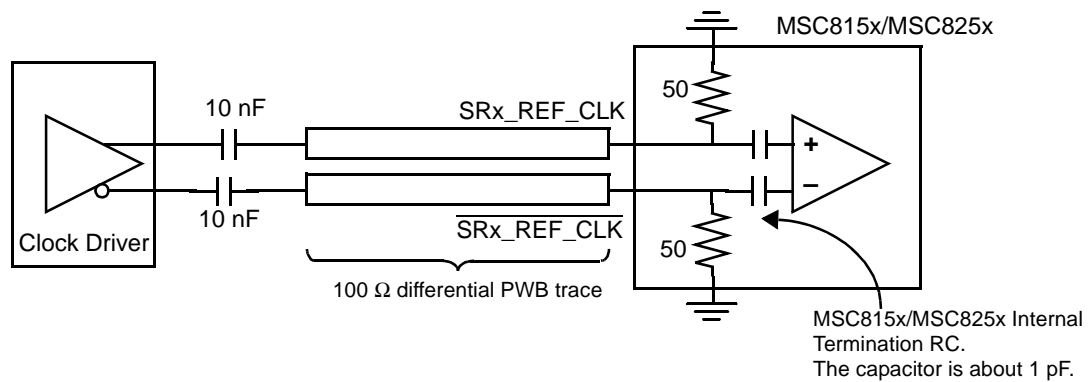 MSC815x/MSC825x
50
10 nF
SRx_REF_CLK
+
–
10 nF
SRx_REF_CLK
Clock Driver
50
100 Ω differential PWB trace
MSC815x/MSC825x Internal
Termination RC.
The capacitor is about 1 pF.